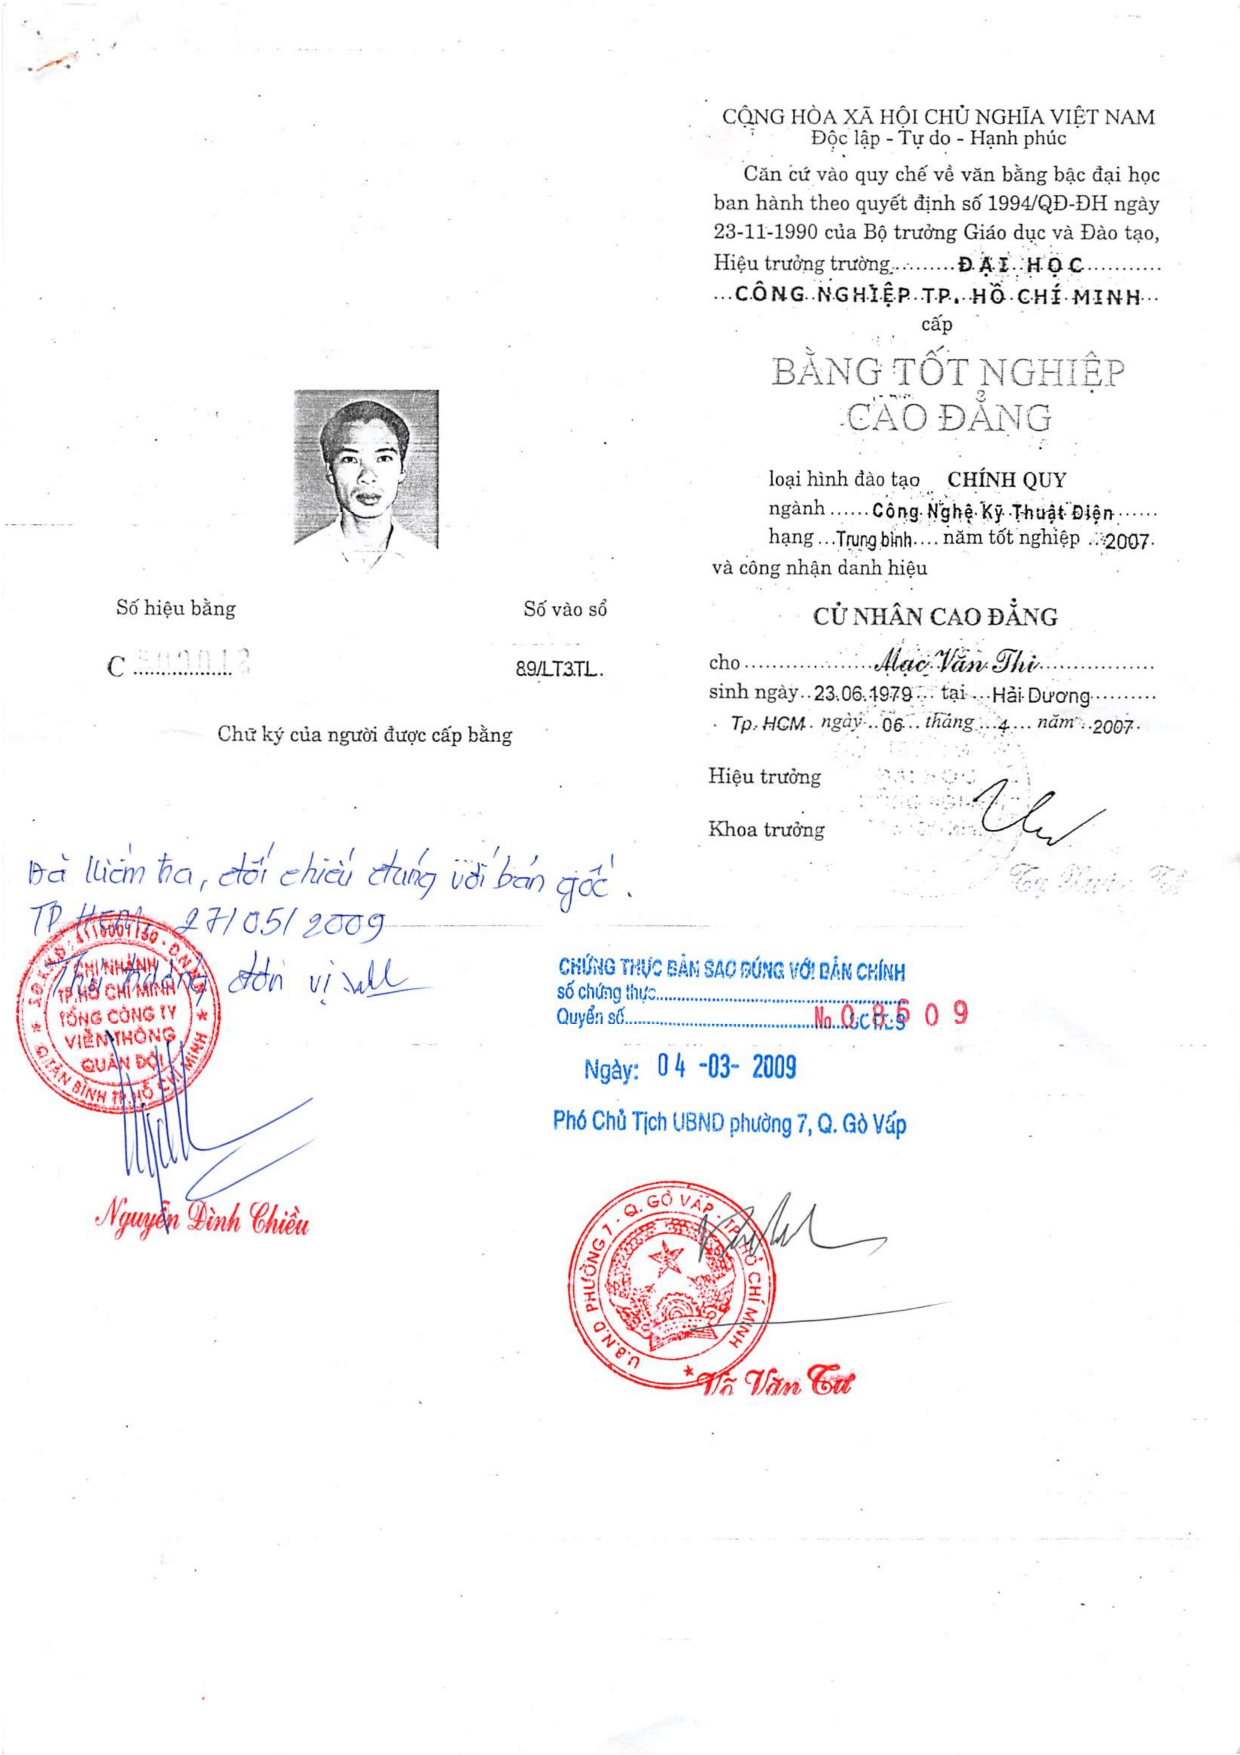 CỘNG HÒA XÃ HỘI CHỦ NGHĨA VIỆT NAM
Độc lập - Tự do - Hạnh phúc
Căn cứ vào quy chế về văn bằng bậc đại học
ban hành theo quyết định số 1994/QĐ-ĐH ngày
23-11-1990 của Bộ trưởng Giáo dục và Đào tạo,
Hiệu trưởng trường.........ĐẠI HỌC............
...CÔNG NGHIỆP TP. HỒ CHÍ MINH...
cấp
BẰNG TỐT NGHIỆP
CAO ĐẲNG
loại hình đào tạo CHÍNH QUY
ngành ......Công Nghệ Kỹ Thuật Điện......
hạng ...Trung bình.... năm tốt nghiệp ...2007.
và công nhận danh hiệu
CỬ NHÂN CAO ĐẲNG
cho ....................Mạc Văn Thi..................
sinh ngày..23.06.1979... tại ...Hải Dương..........
Tp. HCM. ngày...06... tháng...4... năm...2007.
Hiệu trưởng
Khoa trưởng
Số hiệu bằng
Số vào sổ
C .................
89/LT3TL.
Chữ ký của người được cấp bằng
Đã kiểm tra, đối chiếu đúng với bản gốc.
TP HCM 27/05/2009
Thủ trưởng đơn vị
CHI NHÁNH
TP.HỒ CHÍ MINH
TỔNG CÔNG TY
VIỄN THÔNG
QUÂN ĐỘI
Q.TÂN BÌNH TP.HỒ CHÍ MINH
Nguyễn Đình Chiều
CHỨNG THỰC BẢN SAO ĐÚNG VỚI BẢN CHÍNH
số chứng thực..............................
Quyển số..............................SCT/CS
No 08509
Ngày: 04 -03- 2009
Phó Chủ Tịch UBND phường 7, Q. Gò Vấp
U.B.N.D PHƯỜNG 7 - Q. GÒ VẤP - TP.HỒ CHÍ MINH
Võ Văn Tư